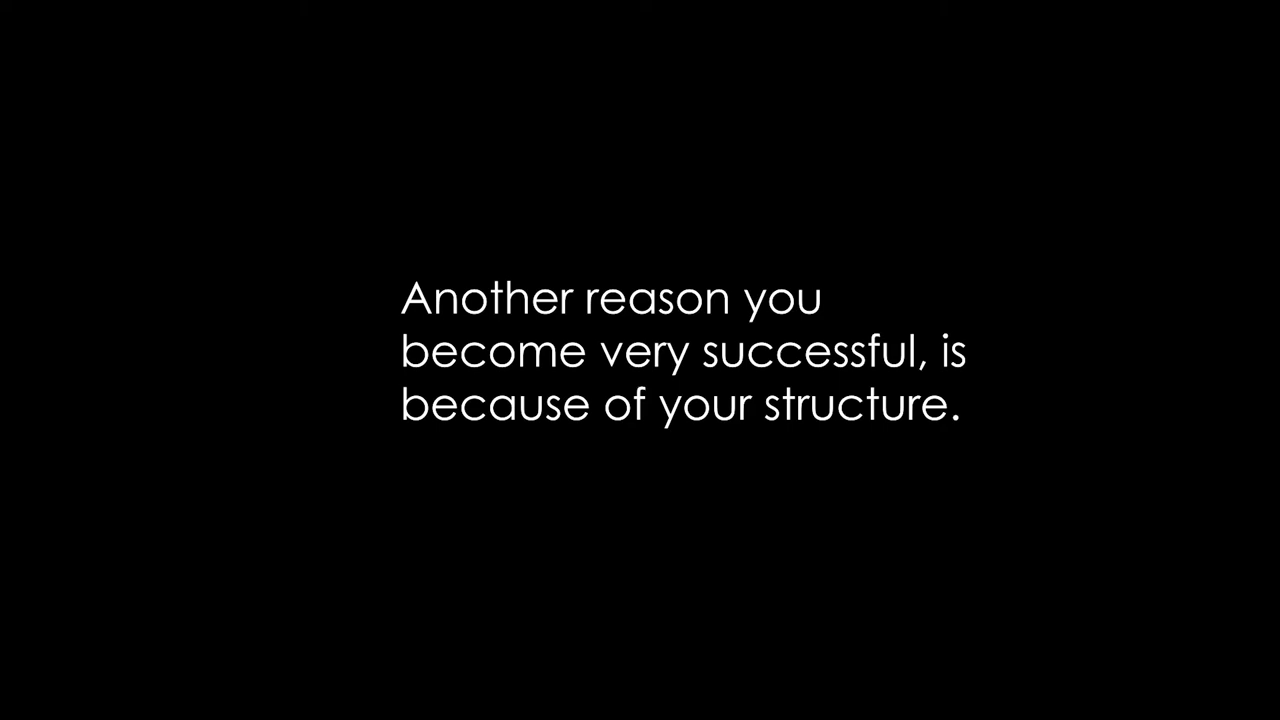 Another reason you
become very successful, is
because of your structure.